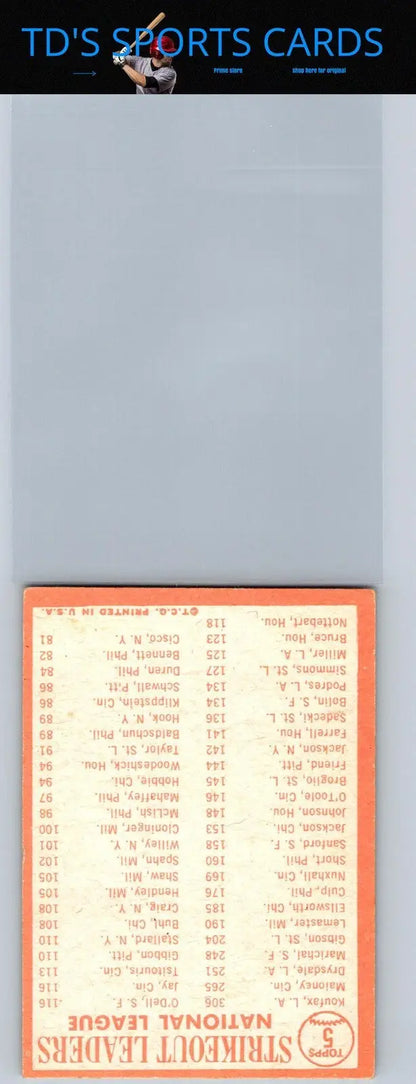 TD'S SPORTS CARDS
Prime store
shop here for original
TOPPS
5
STRIKEOUT LEADERS
NATIONAL LEAGUE
Koufax, L. A. 306
Maloney, Cin. 265
Drysdale, L. A. 251
Marichal, S. F. 248
Gibson, St. L. 204
Lemaster, Mil. 190
Ellsworth, Chi. 185
Culp, Phil. 176
Nuxhall, Cin. 169
Short, Phil. 160
Sanford, S. F. 158
Jackson, Chi. 153
Johnson, Hou. 148
O'Toole, Cin. 146
Broglio, St. L. 145
Friend, Pitt. 144
Jackson, N. Y. 142
Farrell, Hou. 141
Sadecki, St. L. 136
Bolin, S. F. 134
Podres, L. A. 134
Simmons, St. L. 127
Miller, L. A. 125
Bruce, Hou. 123
Nottebart, Hou. 118
O'Dell, S. F. 116
Jay, Cin. 116
Tsitouris, Cin. 113
Gibbon, Pitt. 110
Stallard, N. Y. 110
Buhl, Chi. 108
Craig, N. Y. 108
Hendley, Mil. 105
Shaw, Mil. 105
Spahn, Mil. 102
Willey, N. Y. 101
Cloninger, Mil. 100
McLish, Phil. 98
Mahaffey, Phil. 97
Hobbie, Chi. 94
Woodeshick, Hou. 94
Taylor, St. L. 91
Baldschun, Phil. 89
Hook, N. Y. 89
Klippstein, Phil. 86
Schwall, Pitt. 86
Duren, Phil. 84
Bennett, Phil. 82
Cisco, N. Y. 81
©T.C.G. PRINTED IN U.S.A.